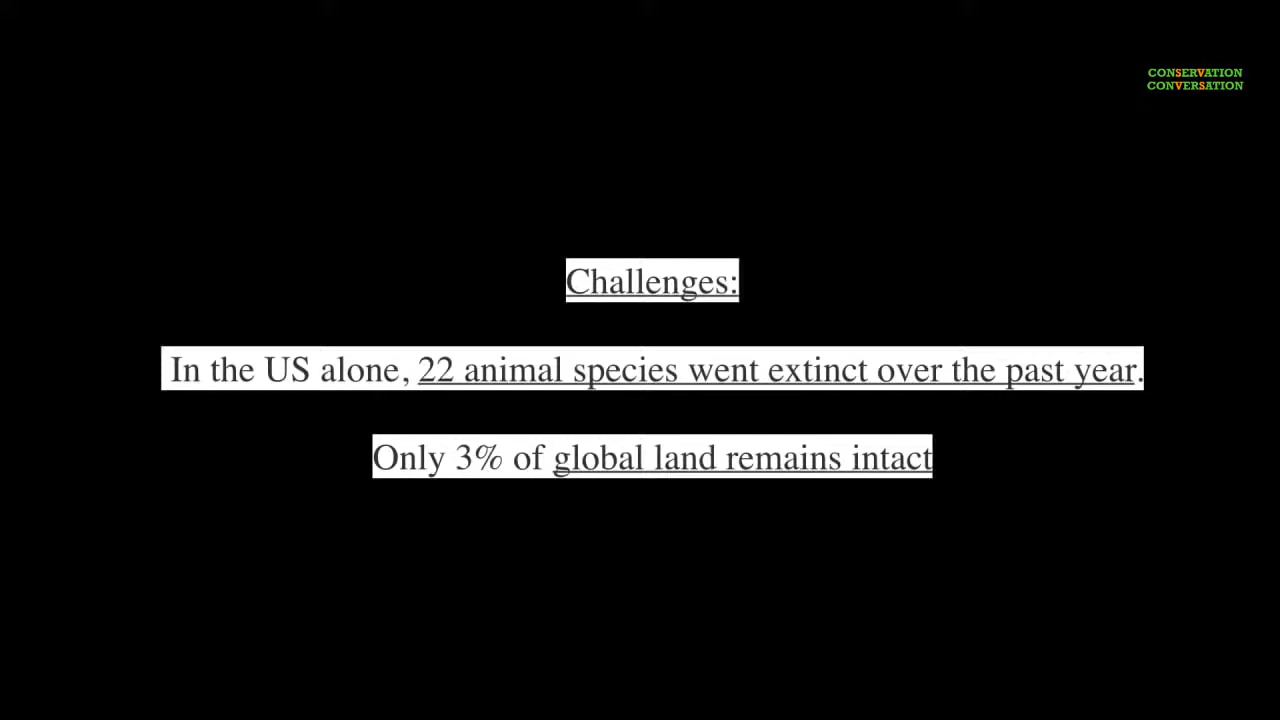 CONSERVATION
CONVERSATION
Challenges:
In the US alone, 22 animal species went extinct over the past year.
Only 3% of global land remains intact